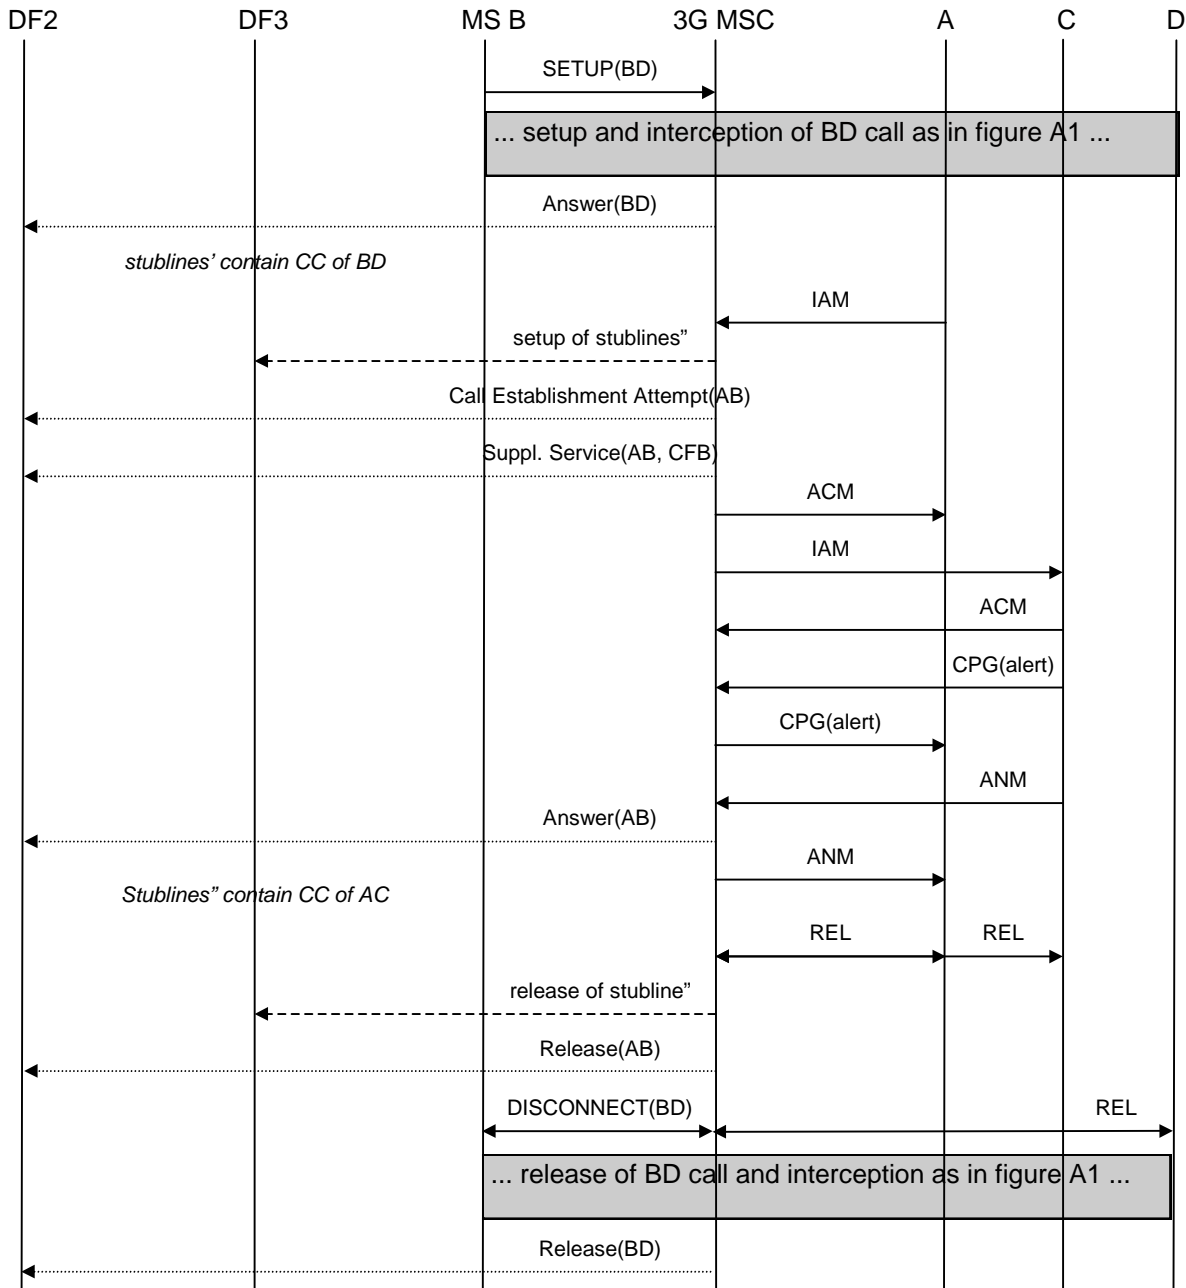 DF2 DF3 MS B 3G MSC A C D
SETUP(BD)
... setup and interception of BD call as in figure A1 ...
Answer(BD)
stublines’ contain CC of BD
IAM
setup of stublines”
Call Establishment Attempt(AB)
Suppl. Service(AB, CFB)
ACM
IAM
ACM
CPG(alert)
CPG(alert)
ANM
Answer(AB)
ANM
Stublines” contain CC of AC
REL REL
release of stubline”
Release(AB)
DISCONNECT(BD) REL
... release of BD call and interception as in figure A1 ...
Release(BD)